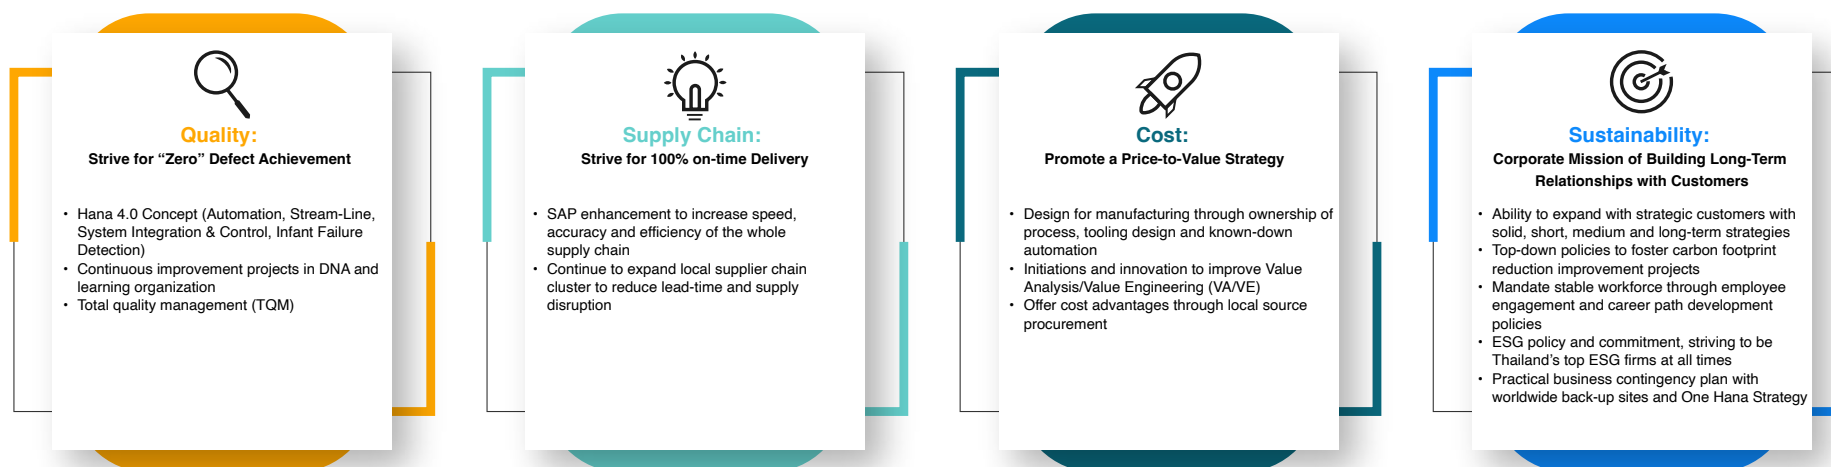 Quality:
Strive for “Zero” Defect Achievement
• Hana 4.0 Concept (Automation, Stream-Line,
System Integration & Control, Infant Failure
Detection)
• Continuous improvement projects in DNA and
learning organization
• Total quality management (TQM)
Supply Chain:
Strive for 100% on-time Delivery
• SAP enhancement to increase speed,
accuracy and efficiency of the whole
supply chain
• Continue to expand local supplier chain
cluster to reduce lead-time and supply
disruption
Cost:
Promote a Price-to-Value Strategy
• Design for manufacturing through ownership of
process, tooling design and known-down
automation
• Initiations and innovation to improve Value
Analysis/Value Engineering (VA/VE)
• Offer cost advantages through local source
procurement
Sustainability:
Corporate Mission of Building Long-Term
Relationships with Customers
• Ability to expand with strategic customers with
solid, short, medium and long-term strategies
• Top-down policies to foster carbon footprint
reduction improvement projects
• Mandate stable workforce through employee
engagement and career path development
policies
• ESG policy and commitment, striving to be
Thailand’s top ESG firms at all times
• Practical business contingency plan with
worldwide back-up sites and One Hana Strategy